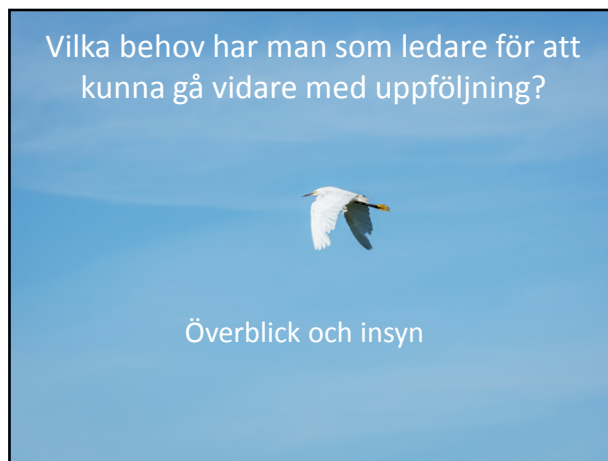 Vilka behov har man som ledare för att
kunna gå vidare med uppföljning?
Överblick och insyn